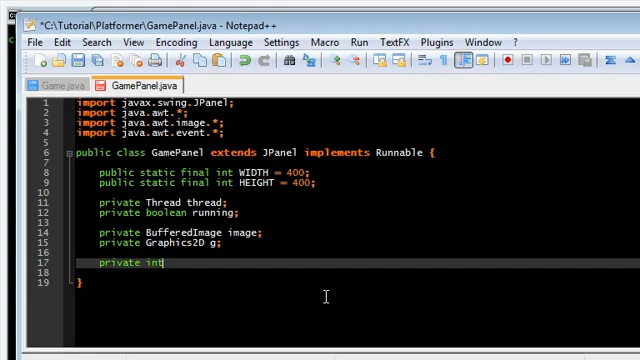 *C:\Tutorial\Platformer\GamePanel.java - Notepad++
File Edit Search View Encoding Language Settings Macro Run TextFX Plugins Window ?
Game.java GamePanel.java
1 import javax.swing.JPanel;
2 import java.awt.*;
3 import java.awt.image.*;
4 import java.awt.event.*;
5
6 public class GamePanel extends JPanel implements Runnable {
7
8 public static final int WIDTH = 400;
9 public static final int HEIGHT = 400;
10
11 private Thread thread;
12 private boolean running;
13
14 private BufferedImage image;
15 private Graphics2D g;
16
17 private int
18
19 }